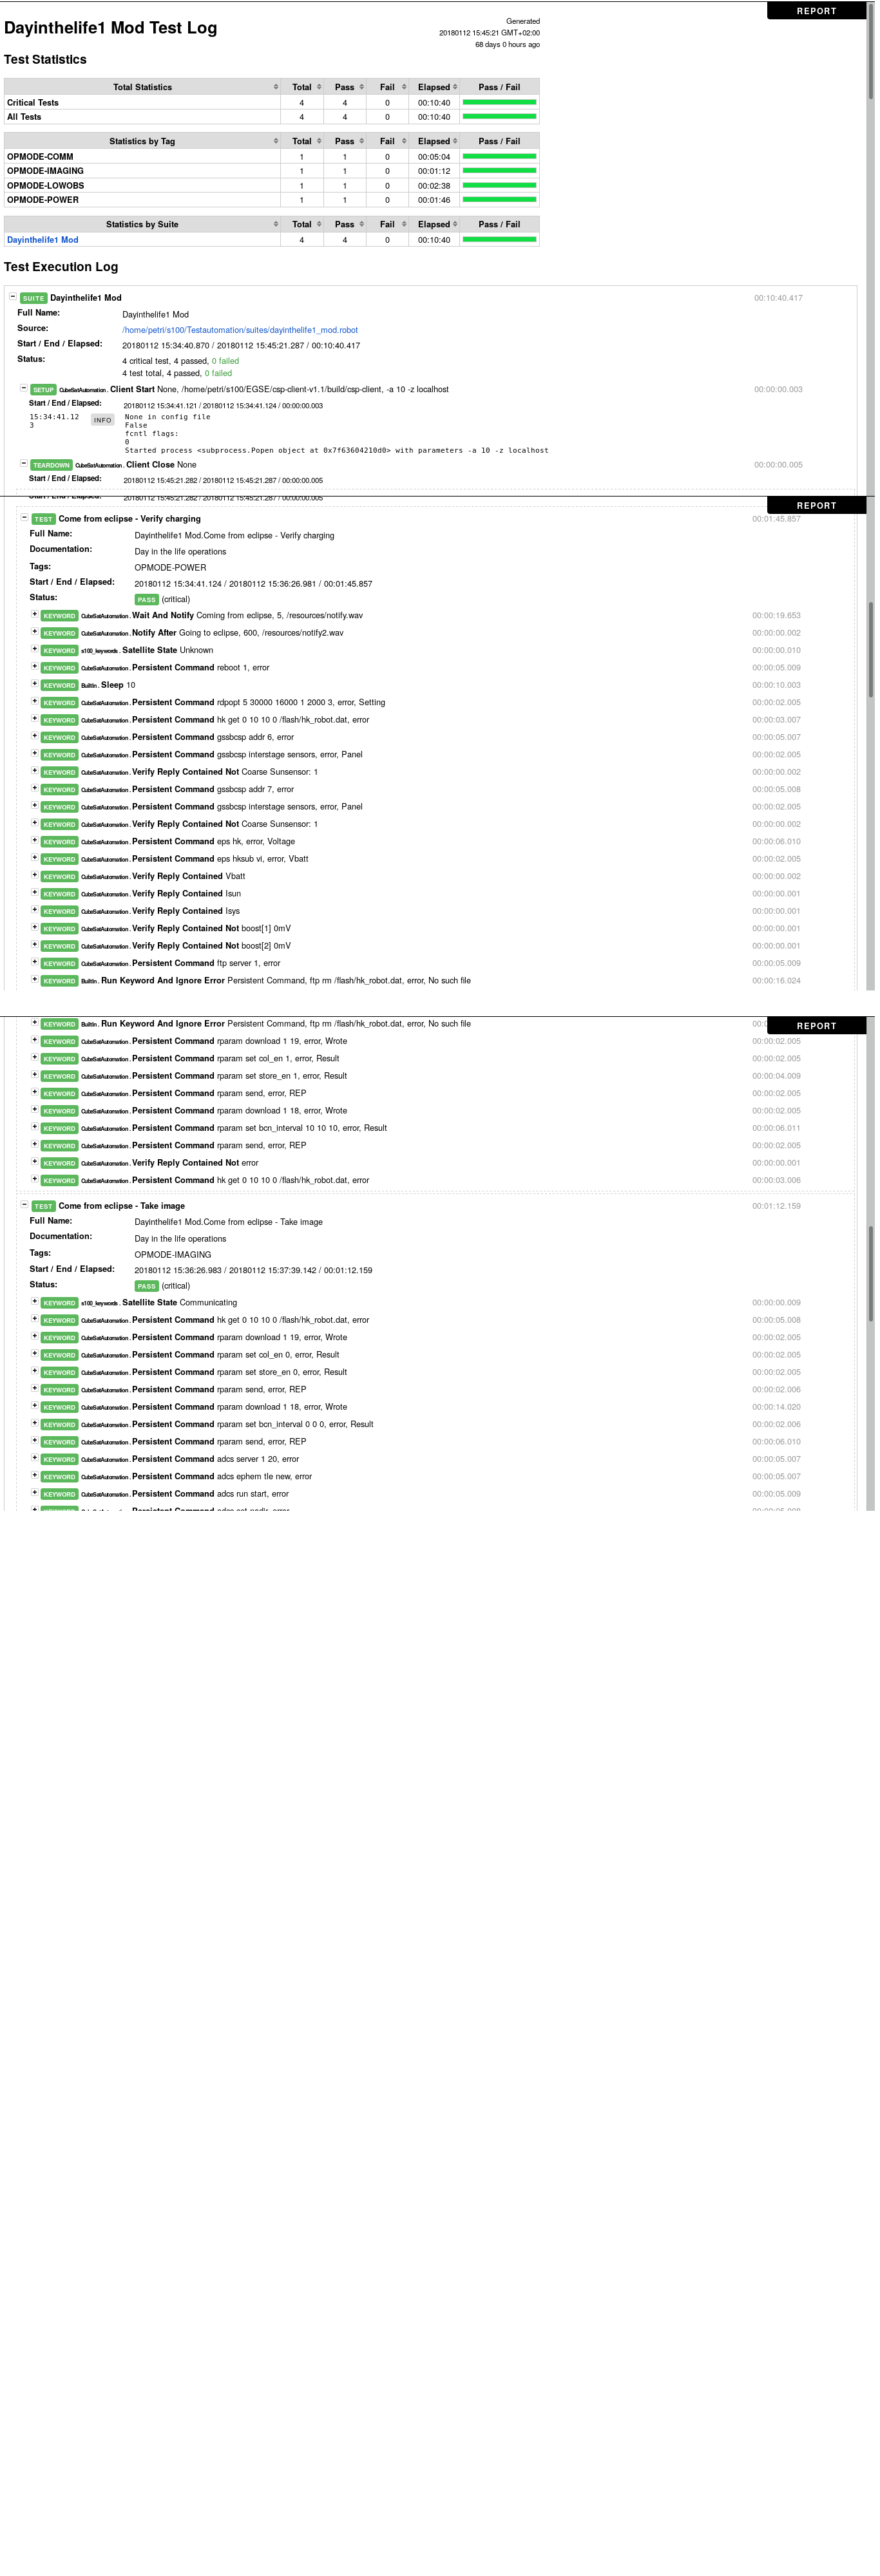 REPORT
Dayinthelife1 Mod Test Log
Generated
20180112 15:45:21 GMT+02:00
68 days 0 hours ago
Test Statistics
Total Statistics Total Pass Fail Elapsed Pass / Fail
Critical Tests 4 4 0 00:10:40
All Tests 4 4 0 00:10:40
Statistics by Tag Total Pass Fail Elapsed Pass / Fail
OPMODE-COMM 1 1 0 00:05:04
OPMODE-IMAGING 1 1 0 00:01:12
OPMODE-LOWOBS 1 1 0 00:02:38
OPMODE-POWER 1 1 0 00:01:46
Statistics by Suite Total Pass Fail Elapsed Pass / Fail
Dayinthelife1 Mod 4 4 0 00:10:40
Test Execution Log
SUITE Dayinthelife1 Mod 00:10:40.417
Full Name: Dayinthelife1 Mod
Source: /home/petri/s100/Testautomation/suites/dayinthelife1_mod.robot
Start / End / Elapsed: 20180112 15:34:40.870 / 20180112 15:45:21.287 / 00:10:40.417
Status: 4 critical test, 4 passed, 0 failed
4 test total, 4 passed, 0 failed
SETUP CubeSatAutomation. Client Start None, /home/petri/s100/EGSE/csp-client-v1.1/build/csp-client, -a 10 -z localhost 00:00:00.003
Start / End / Elapsed: 20180112 15:34:41.121 / 20180112 15:34:41.124 / 00:00:00.003
15:34:41.12 INFO None in config file
3 False
fcntl flags:
0
Started process <subprocess.Popen object at 0x7f63604210d0> with parameters -a 10 -z localhost
TEARDOWN CubeSatAutomation. Client Close None 00:00:00.005
Start / End / Elapsed: 20180112 15:45:21.282 / 20180112 15:45:21.287 / 00:00:00.005
Start / End / Elapsed: 20180112 15:45:21.282 / 20180112 15:45:21.287 / 00:00:00.005
REPORT
TEST Come from eclipse - Verify charging 00:01:45.857
Full Name: Dayinthelife1 Mod.Come from eclipse - Verify charging
Documentation: Day in the life operations
Tags: OPMODE-POWER
Start / End / Elapsed: 20180112 15:34:41.124 / 20180112 15:36:26.981 / 00:01:45.857
Status: PASS (critical)
KEYWORD CubeSatAutomation. Wait And Notify Coming from eclipse, 5, /resources/notify.wav 00:00:19.653
KEYWORD CubeSatAutomation. Notify After Going to eclipse, 600, /resources/notify2.wav 00:00:00.002
KEYWORD s100_keywords. Satellite State Unknown 00:00:00.010
KEYWORD CubeSatAutomation. Persistent Command reboot 1, error 00:00:05.009
KEYWORD BuiltIn. Sleep 10 00:00:10.003
KEYWORD CubeSatAutomation. Persistent Command rdpopt 5 30000 16000 1 2000 3, error, Setting 00:00:02.005
KEYWORD CubeSatAutomation. Persistent Command hk get 0 10 10 0 /flash/hk_robot.dat, error 00:00:03.007
KEYWORD CubeSatAutomation. Persistent Command gssbcsp addr 6, error 00:00:05.007
KEYWORD CubeSatAutomation. Persistent Command gssbcsp interstage sensors, error, Panel 00:00:02.005
KEYWORD CubeSatAutomation. Verify Reply Contained Not Coarse Sunsensor: 1 00:00:00.002
KEYWORD CubeSatAutomation. Persistent Command gssbcsp addr 7, error 00:00:05.008
KEYWORD CubeSatAutomation. Persistent Command gssbcsp interstage sensors, error, Panel 00:00:02.005
KEYWORD CubeSatAutomation. Verify Reply Contained Not Coarse Sunsensor: 1 00:00:00.002
KEYWORD CubeSatAutomation. Persistent Command eps hk, error, Voltage 00:00:06.010
KEYWORD CubeSatAutomation. Persistent Command eps hksub vi, error, Vbatt 00:00:02.005
KEYWORD CubeSatAutomation. Verify Reply Contained Vbatt 00:00:00.002
KEYWORD CubeSatAutomation. Verify Reply Contained Isun 00:00:00.001
KEYWORD CubeSatAutomation. Verify Reply Contained Isys 00:00:00.001
KEYWORD CubeSatAutomation. Verify Reply Contained Not boost[1] 0mV 00:00:00.001
KEYWORD CubeSatAutomation. Verify Reply Contained Not boost[2] 0mV 00:00:00.001
KEYWORD CubeSatAutomation. Persistent Command ftp server 1, error 00:00:05.009
KEYWORD BuiltIn. Run Keyword And Ignore Error Persistent Command, ftp rm /flash/hk_robot.dat, error, No such file 00:00:16.024
REPORT
KEYWORD BuiltIn. Run Keyword And Ignore Error Persistent Command, ftp rm /flash/hk_robot.dat, error, No such file
KEYWORD CubeSatAutomation. Persistent Command rparam download 1 19, error, Wrote 00:00:02.005
KEYWORD CubeSatAutomation. Persistent Command rparam set col_en 1, error, Result 00:00:02.005
KEYWORD CubeSatAutomation. Persistent Command rparam set store_en 1, error, Result 00:00:04.009
KEYWORD CubeSatAutomation. Persistent Command rparam send, error, REP 00:00:02.005
KEYWORD CubeSatAutomation. Persistent Command rparam download 1 18, error, Wrote 00:00:02.005
KEYWORD CubeSatAutomation. Persistent Command rparam set bcn_interval 10 10 10, error, Result 00:00:06.011
KEYWORD CubeSatAutomation. Persistent Command rparam send, error, REP 00:00:02.005
KEYWORD CubeSatAutomation. Verify Reply Contained Not error 00:00:00.001
KEYWORD CubeSatAutomation. Persistent Command hk get 0 10 10 0 /flash/hk_robot.dat, error 00:00:03.006
TEST Come from eclipse - Take image 00:01:12.159
Full Name: Dayinthelife1 Mod.Come from eclipse - Take image
Documentation: Day in the life operations
Tags: OPMODE-IMAGING
Start / End / Elapsed: 20180112 15:36:26.983 / 20180112 15:37:39.142 / 00:01:12.159
Status: PASS (critical)
KEYWORD s100_keywords. Satellite State Communicating 00:00:00.009
KEYWORD CubeSatAutomation. Persistent Command hk get 0 10 10 0 /flash/hk_robot.dat, error 00:00:05.008
KEYWORD CubeSatAutomation. Persistent Command rparam download 1 19, error, Wrote 00:00:02.005
KEYWORD CubeSatAutomation. Persistent Command rparam set col_en 0, error, Result 00:00:02.005
KEYWORD CubeSatAutomation. Persistent Command rparam set store_en 0, error, Result 00:00:02.005
KEYWORD CubeSatAutomation. Persistent Command rparam send, error, REP 00:00:02.006
KEYWORD CubeSatAutomation. Persistent Command rparam download 1 18, error, Wrote 00:00:14.020
KEYWORD CubeSatAutomation. Persistent Command rparam set bcn_interval 0 0 0, error, Result 00:00:02.006
KEYWORD CubeSatAutomation. Persistent Command rparam send, error, REP 00:00:06.010
KEYWORD CubeSatAutomation. Persistent Command adcs server 1 20, error 00:00:05.007
KEYWORD CubeSatAutomation. Persistent Command adcs ephem tle new, error 00:00:05.007
KEYWORD CubeSatAutomation. Persistent Command adcs run start, error 00:00:05.009